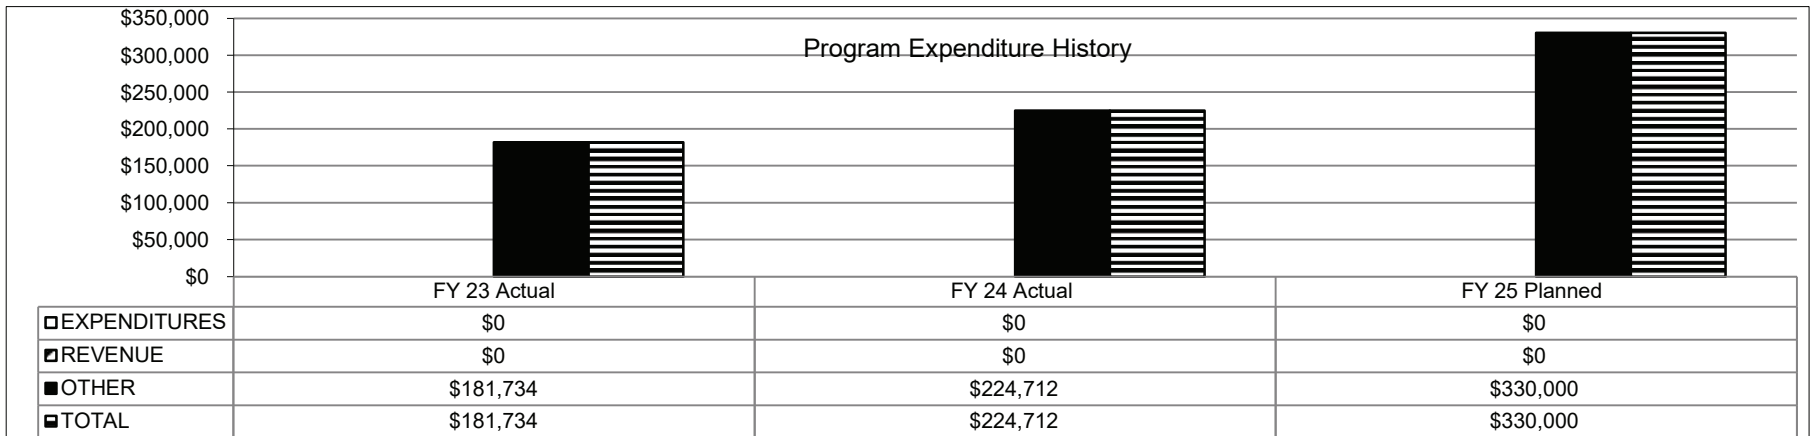 Program Expenditure History
$350,000
$300,000
$250,000
$200,000
$150,000
$100,000
$50,000
$0
FY 23 Actual FY 24 Actual FY 25 Planned
EXPENDITURES $0 $0 $0
REVENUE $0 $0 $0
OTHER $181,734 $224,712 $330,000
TOTAL $181,734 $224,712 $330,000